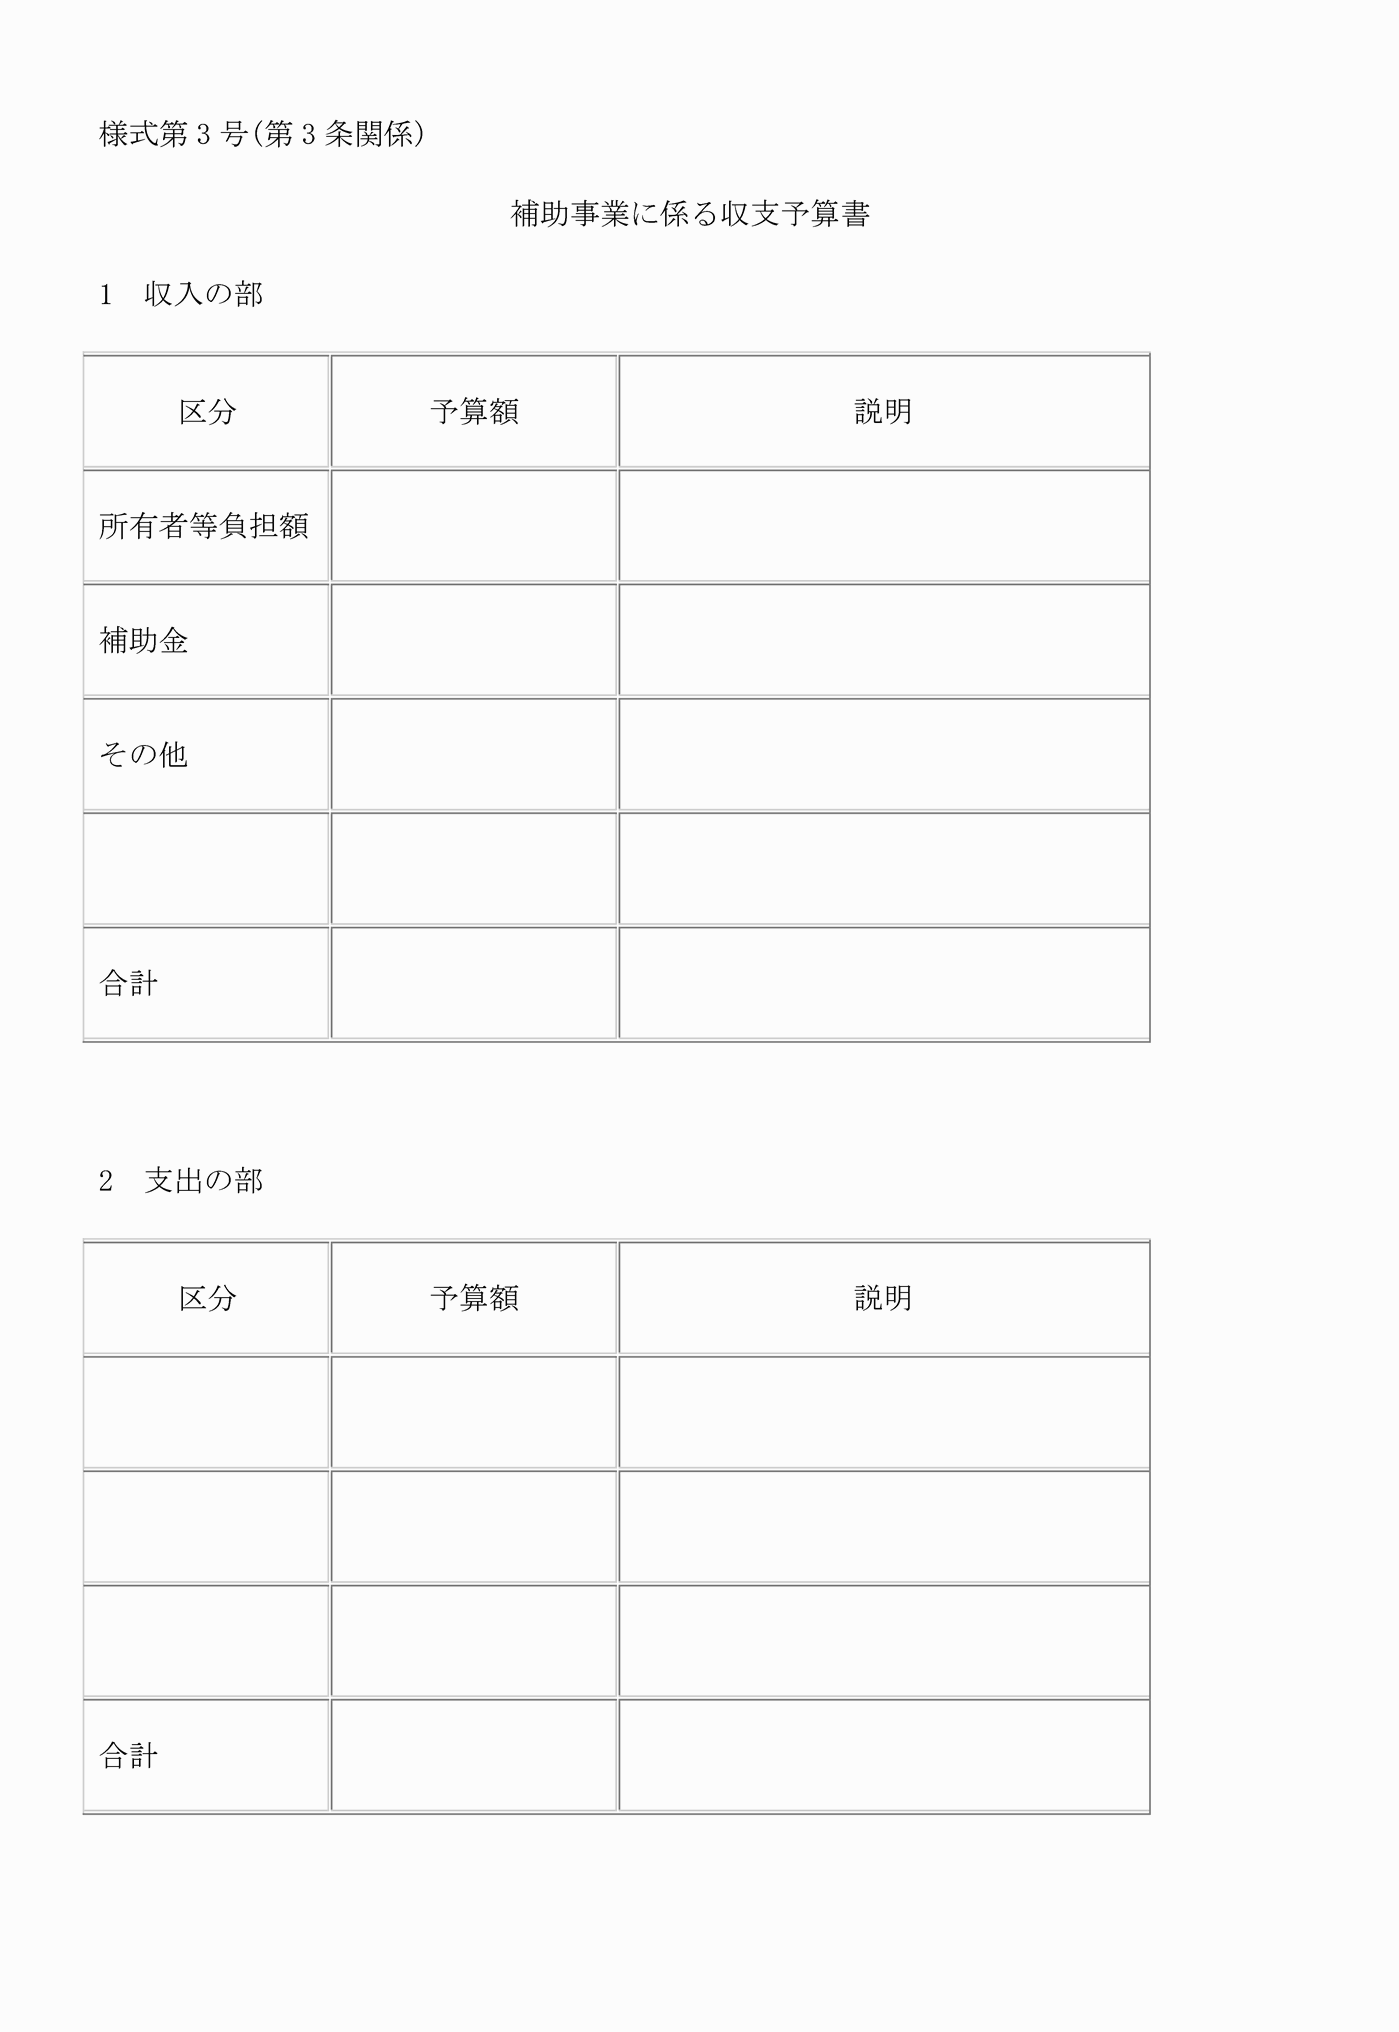 様式第3号(第3条関係)
補助事業に係る収支予算書
1　収入の部
区分　予算額　説明
所有者等負担額
補助金
その他
合計
2　支出の部
区分　予算額　説明
合計